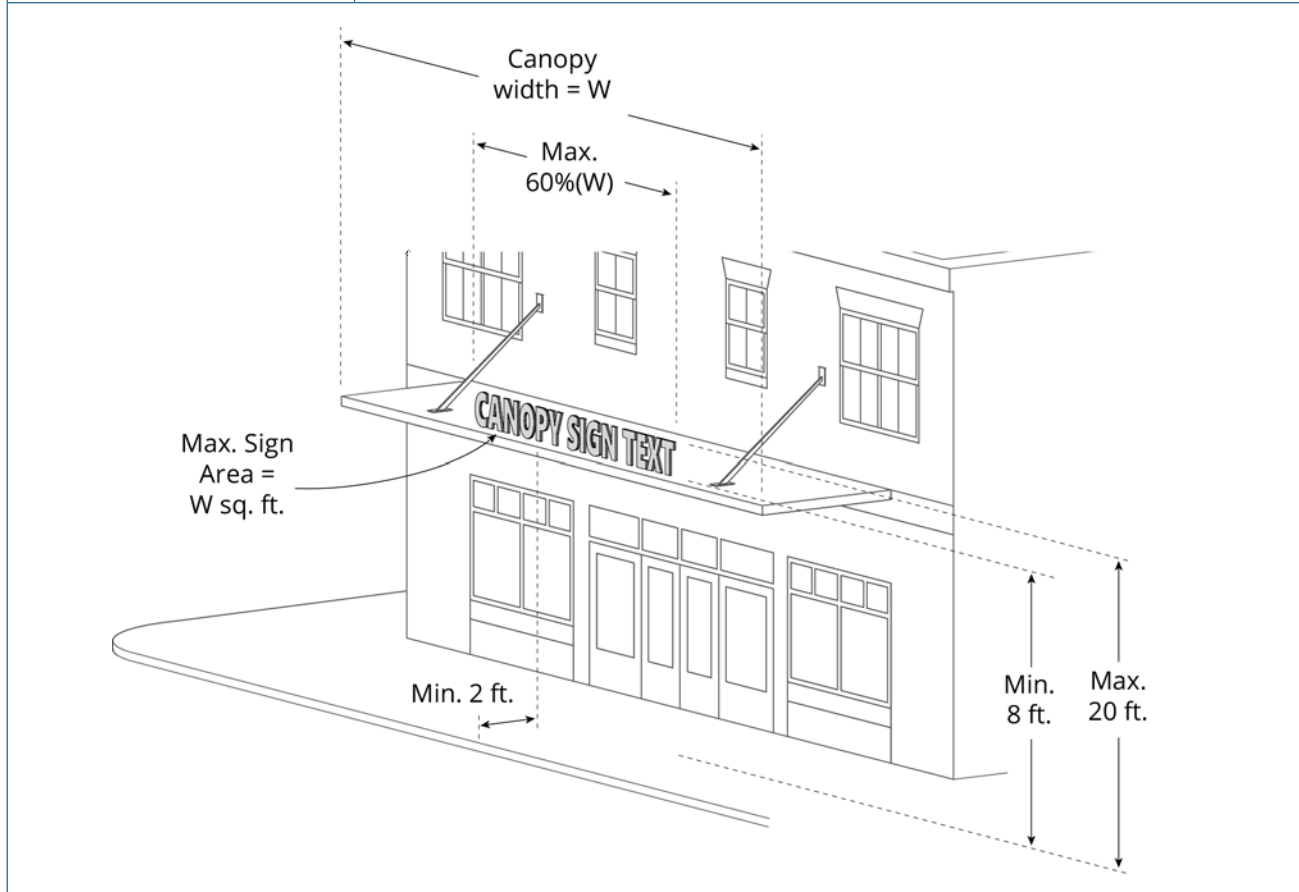 Canopy
width = W
Max.
60%(W)
CANOPY SIGN TEXT
Max. Sign
Area =
W sq. ft.
Min. 2 ft.
Min.
8 ft.
Max.
20 ft.